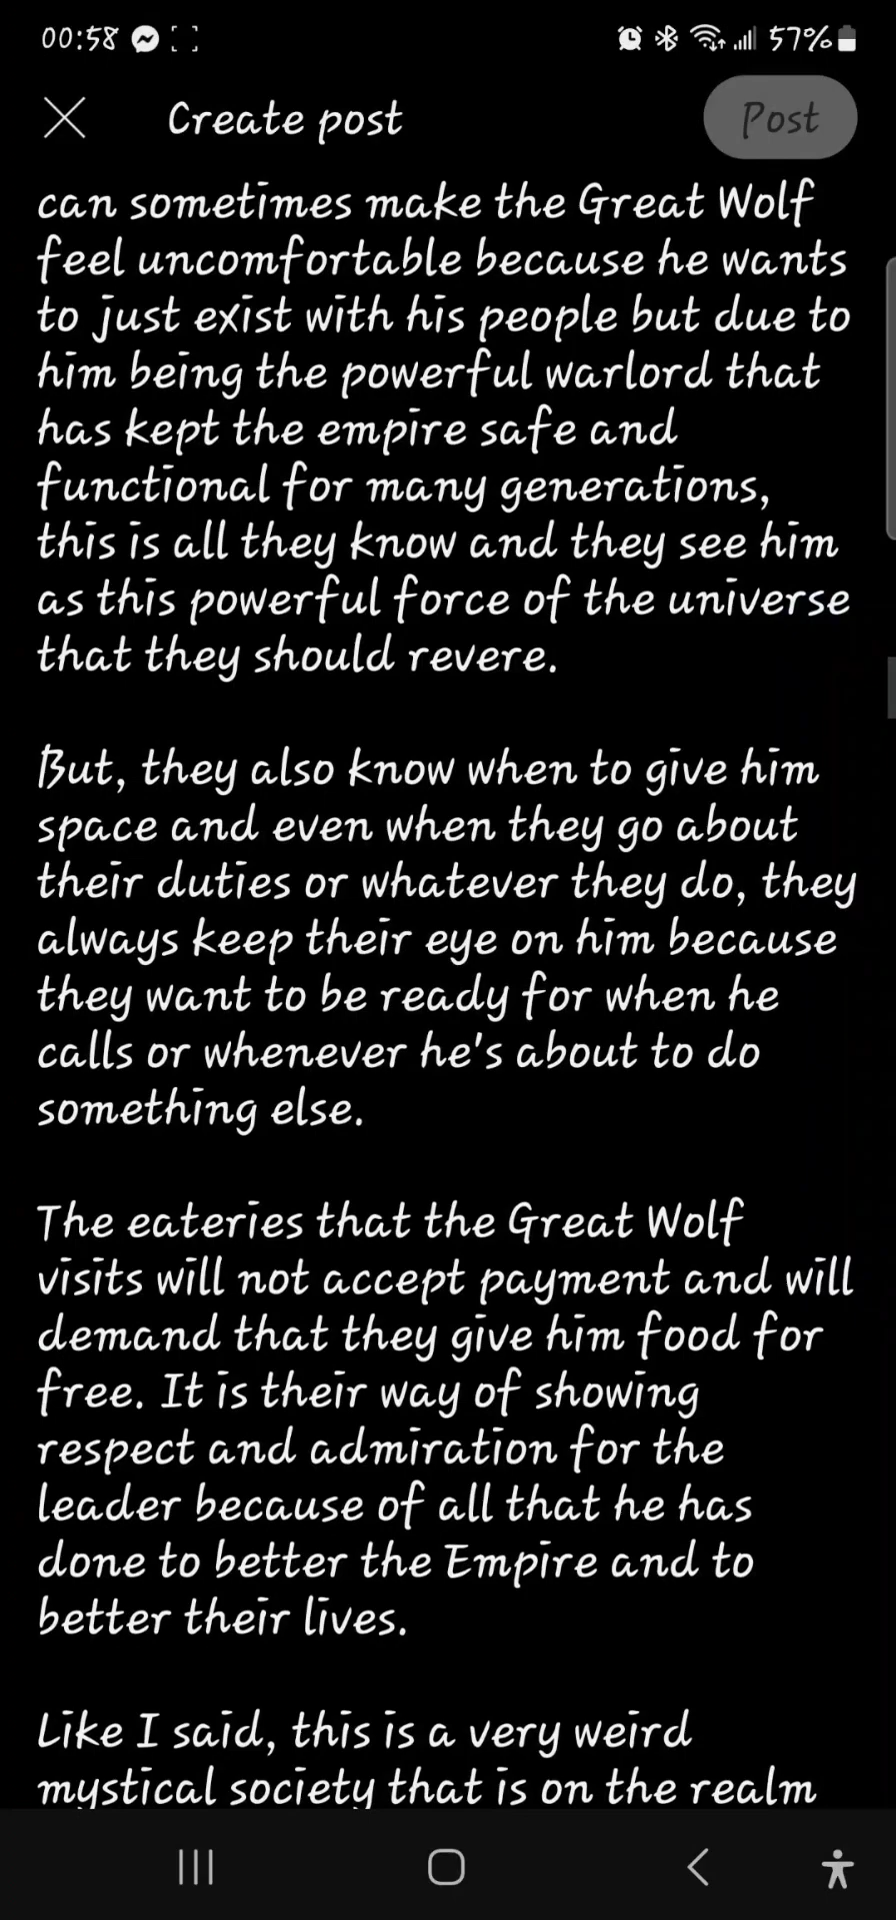 00:58
57%
Create post
Post
can sometimes make the Great Wolf
feel uncomfortable because he wants
to just exist with his people but due to
him being the powerful warlord that
has kept the empire safe and
functional for many generations,
this is all they know and they see him
as this powerful force of the universe
that they should revere.
But, they also know when to give him
space and even when they go about
their duties or whatever they do, they
always keep their eye on him because
they want to be ready for when he
calls or whenever he's about to do
something else.
The eateries that the Great Wolf
visits will not accept payment and will
demand that they give him food for
free. It is their way of showing
respect and admiration for the
leader because of all that he has
done to better the Empire and to
better their lives.
Like I said, this is a very weird
mystical society that is on the realm